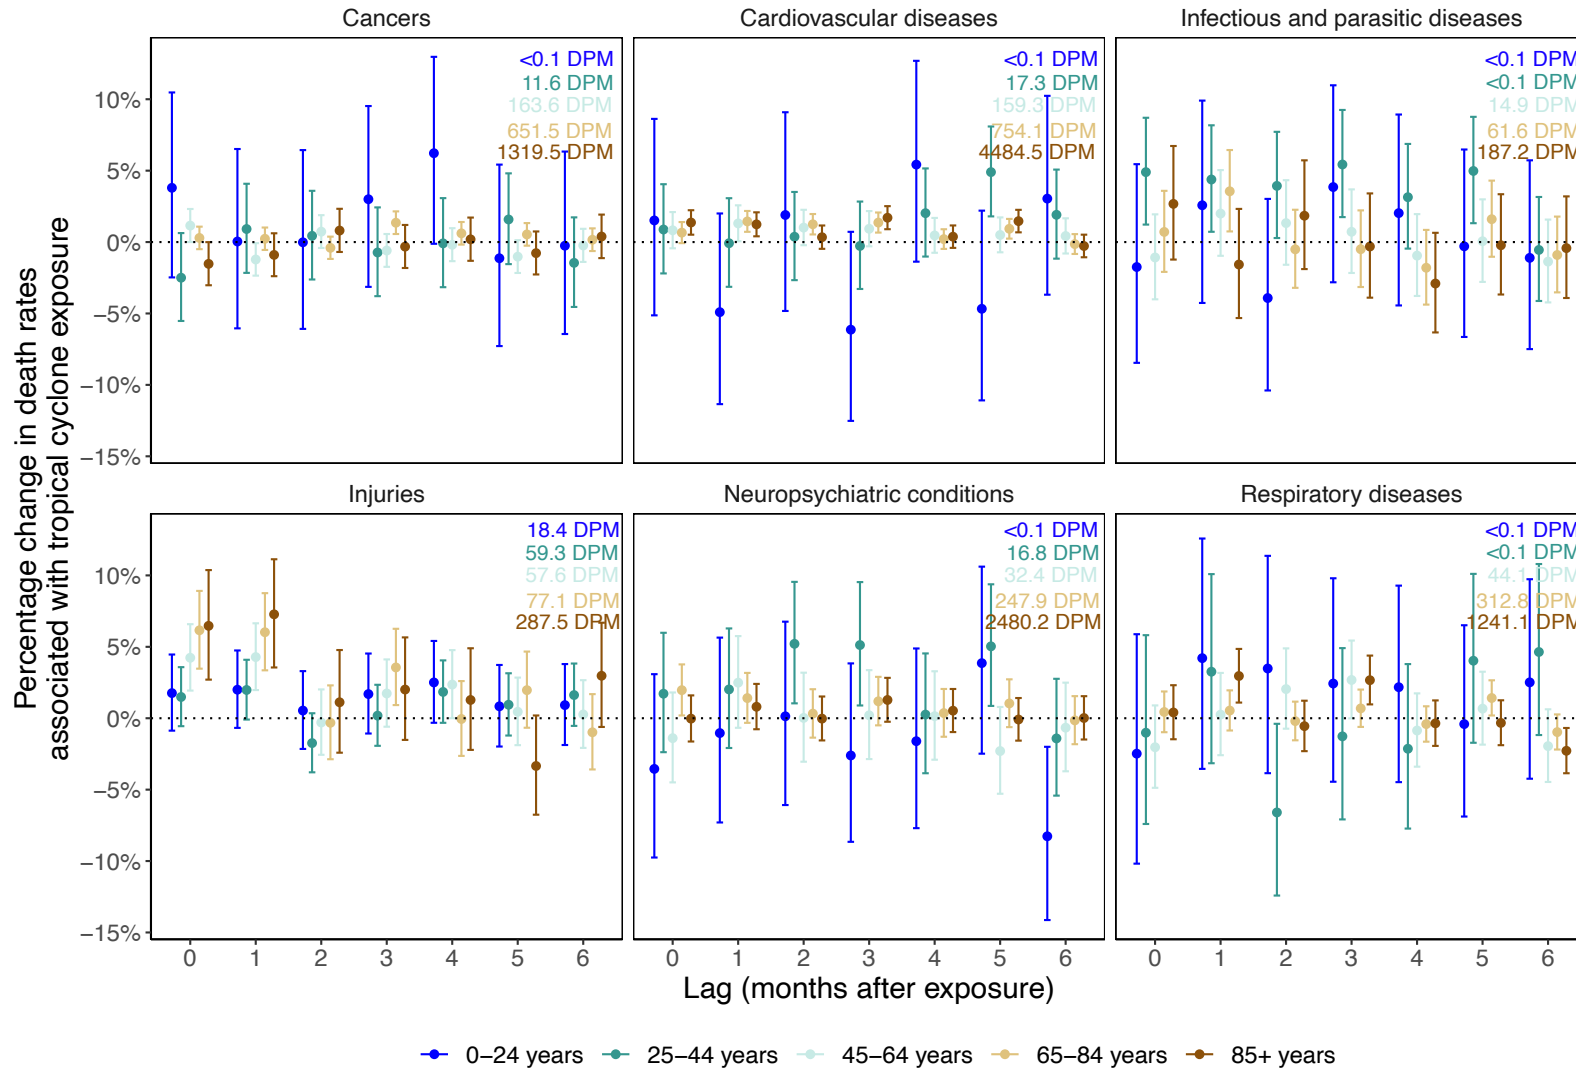 Cancers
Cardiovascular diseases
Infectious and parasitic diseases
<0.1 DPM
11.6 DPM
163.6 DPM
651.5 DPM
1319.5 DPM
<0.1 DPM
17.3 DPM
159.3 DPM
754.1 DPM
4484.5 DPM
<0.1 DPM
<0.1 DPM
14.9 DPM
61.6 DPM
187.2 DPM
10%
5%
0%
−5%
−10%
−15%
Percentage change in death rates
associated with tropical cyclone exposure
Injuries
Neuropsychiatric conditions
Respiratory diseases
18.4 DPM
59.3 DPM
57.6 DPM
77.1 DPM
287.5 DPM
<0.1 DPM
16.8 DPM
32.4 DPM
247.9 DPM
2480.2 DPM
<0.1 DPM
<0.1 DPM
44.1 DPM
312.8 DPM
1241.1 DPM
10%
5%
0%
−5%
−10%
−15%
0 1 2 3 4 5 6
0 1 2 3 4 5 6
0 1 2 3 4 5 6
Lag (months after exposure)
0−24 years
25−44 years
45−64 years
65−84 years
85+ years